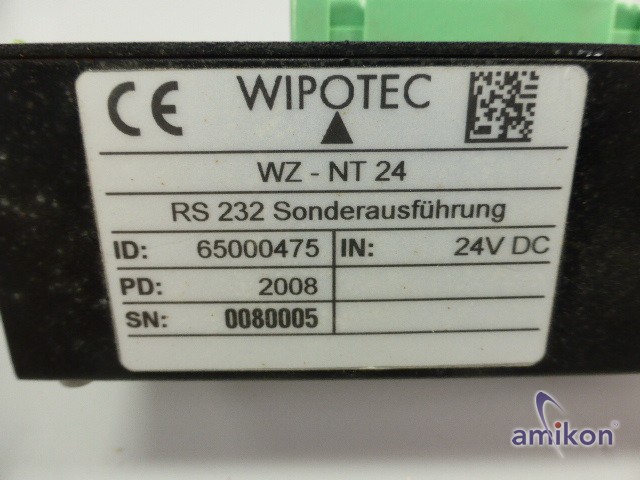 CE WIPOTEC
WZ - NT 24
RS 232 Sonderausführung
ID: 65000475 IN: 24V DC
PD: 2008
SN: 0080005
amikon